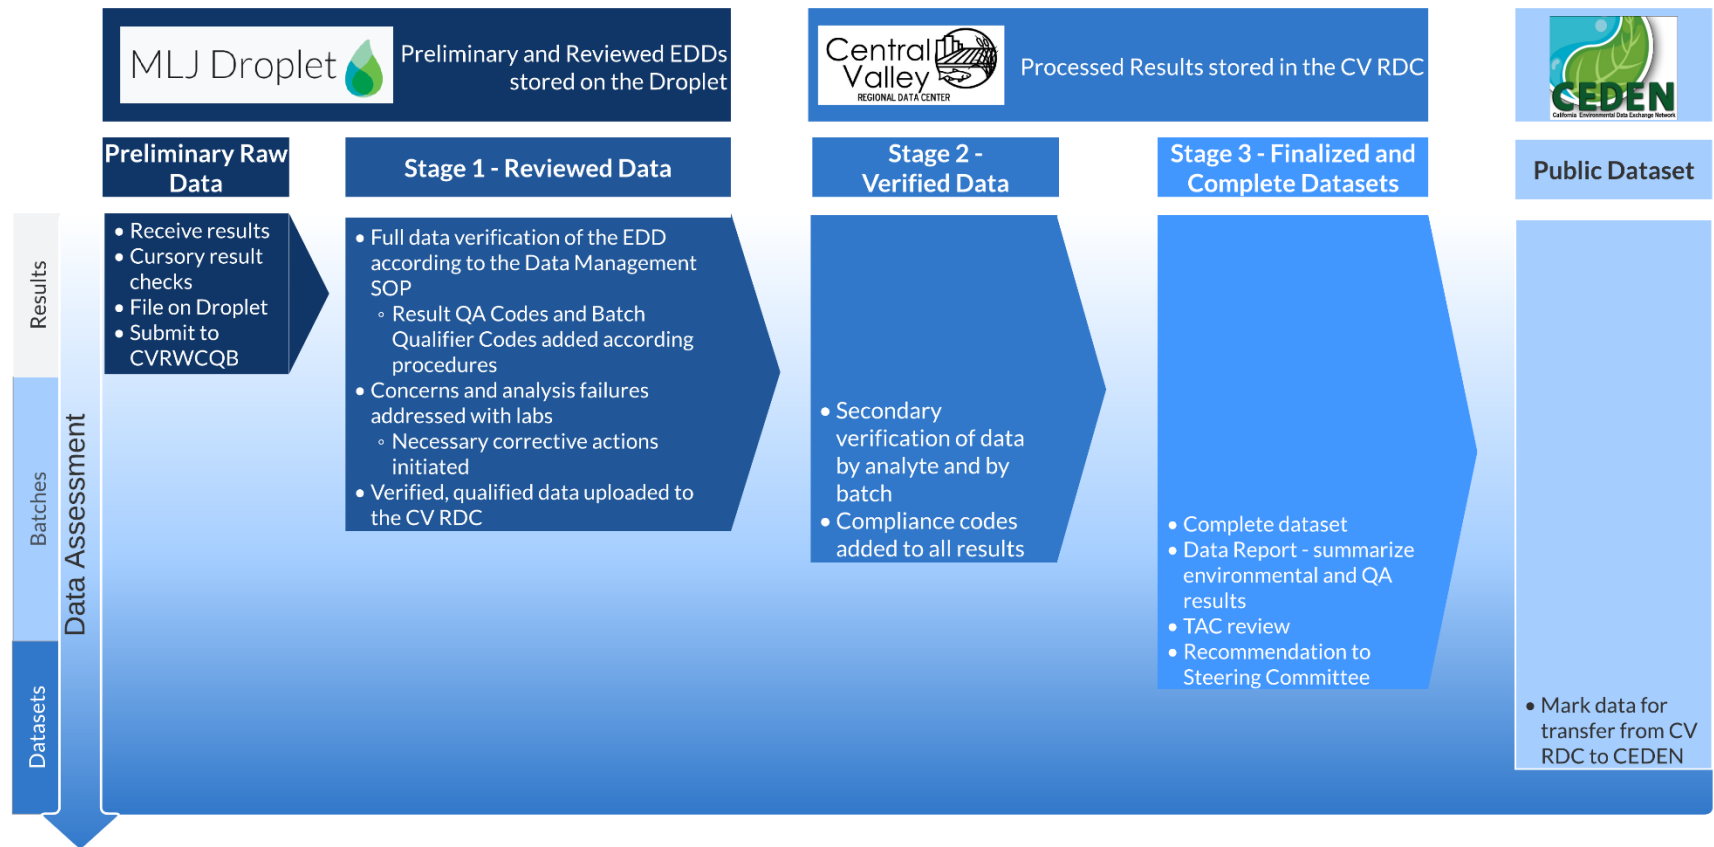 MLJ Droplet
Preliminary and Reviewed EDDs
stored on the Droplet
Central
Valley
REGIONAL DATA CENTER
Processed Results stored in the CV RDC
CEDEN
California Environmental Data Exchange Network
Preliminary Raw
Data
Stage 1 - Reviewed Data
Stage 2 -
Verified Data
Stage 3 - Finalized and
Complete Datasets
Public Dataset
Results
Batches
Datasets
Data Assessment
• Receive results
• Cursory result
checks
• File on Droplet
• Submit to
CVRWCQB
• Full data verification of the EDD
according to the Data Management
SOP
◦ Result QA Codes and Batch
Qualifier Codes added according
procedures
• Concerns and analysis failures
addressed with labs
◦ Necessary corrective actions
initiated
• Verified, qualified data uploaded to
the CV RDC
• Secondary
verification of data
by analyte and by
batch
• Compliance codes
added to all results
• Complete dataset
• Data Report - summarize
environmental and QA
results
• TAC review
• Recommendation to
Steering Committee
• Mark data for
transfer from CV
RDC to CEDEN